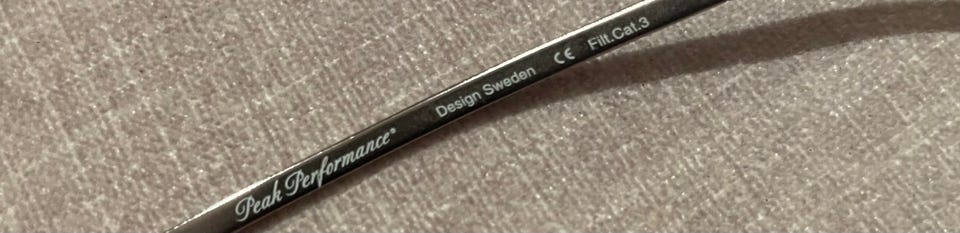 Peak Performance® Design Sweden CE Filt.Cat.3